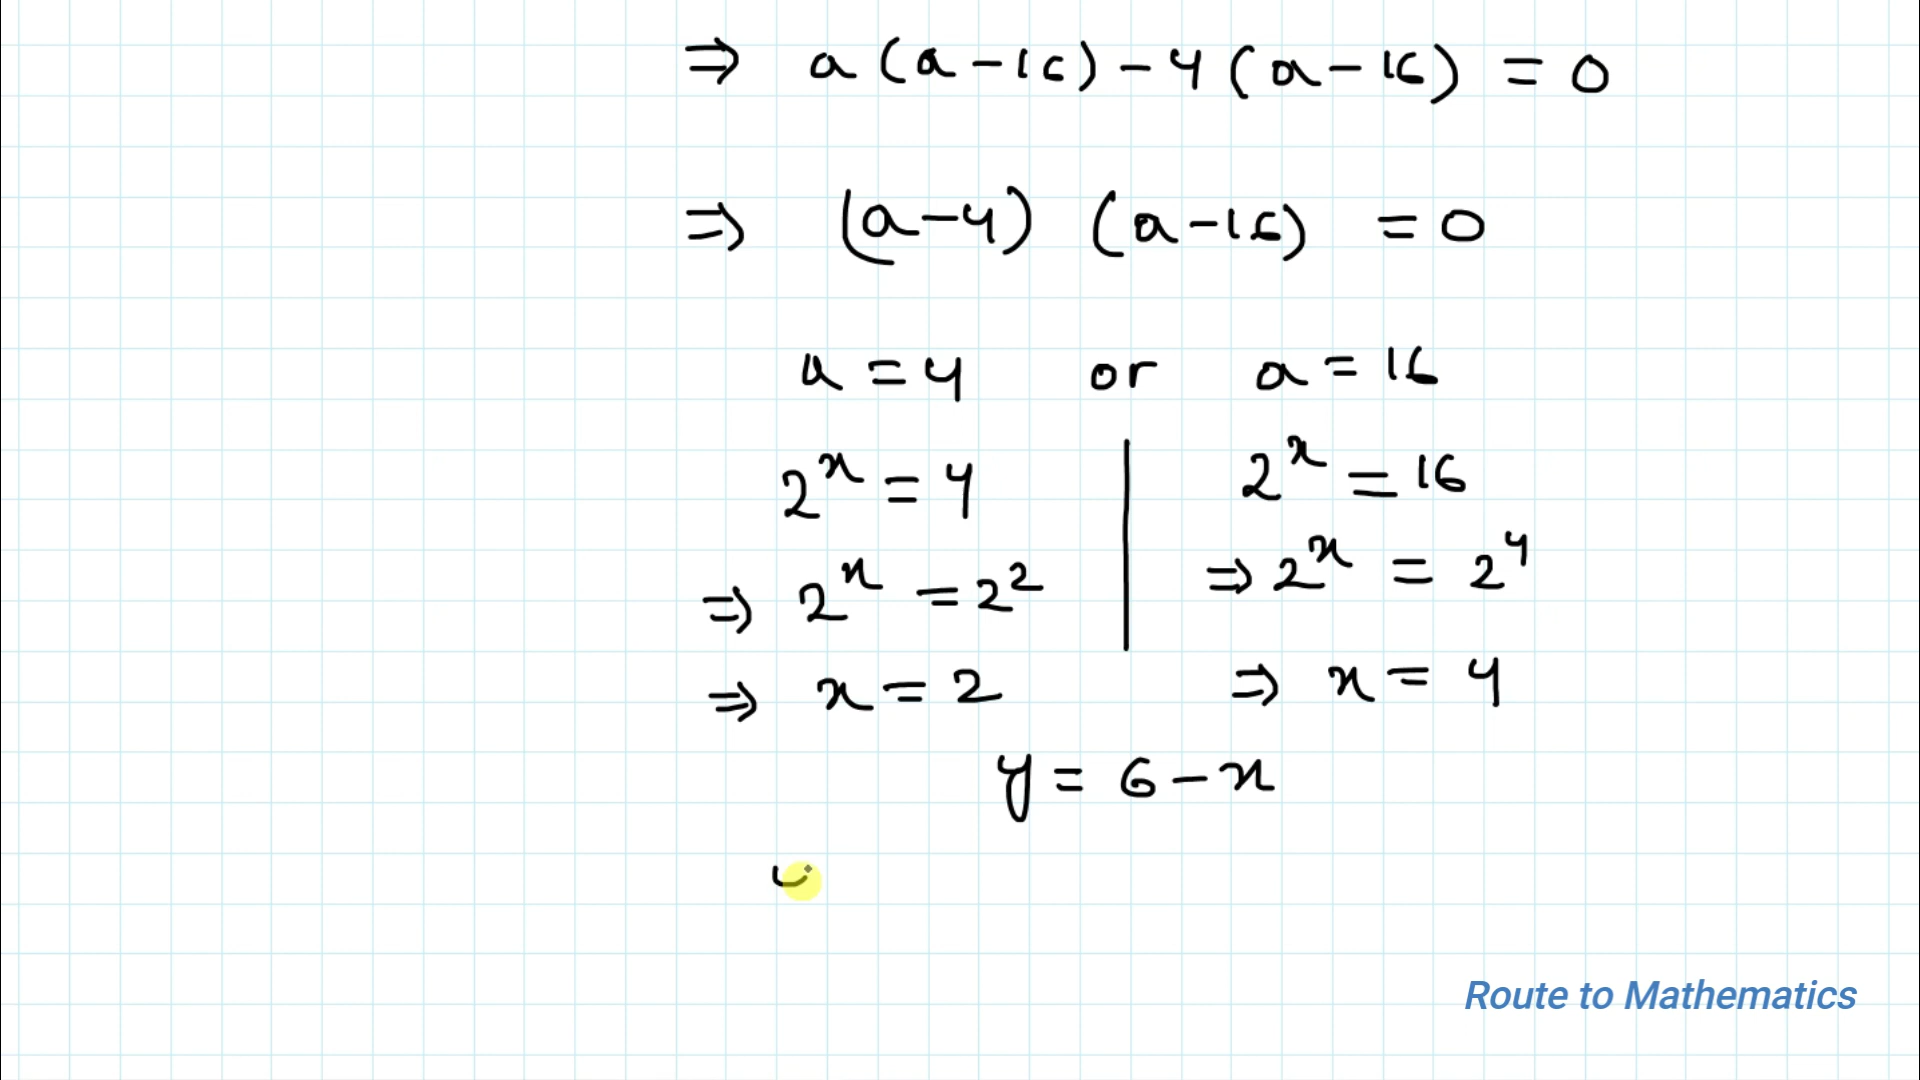 ⇒ a(a-16)-4(a-16) = 0
⇒ (a-4) (a-16) = 0
a = 4 or a = 16
2^x = 4 2^x = 16
⇒ 2^x = 2^2 ⇒ 2^x = 2^4
⇒ x = 2 ⇒ x = 4
y = 6 - x
Route to Mathematics